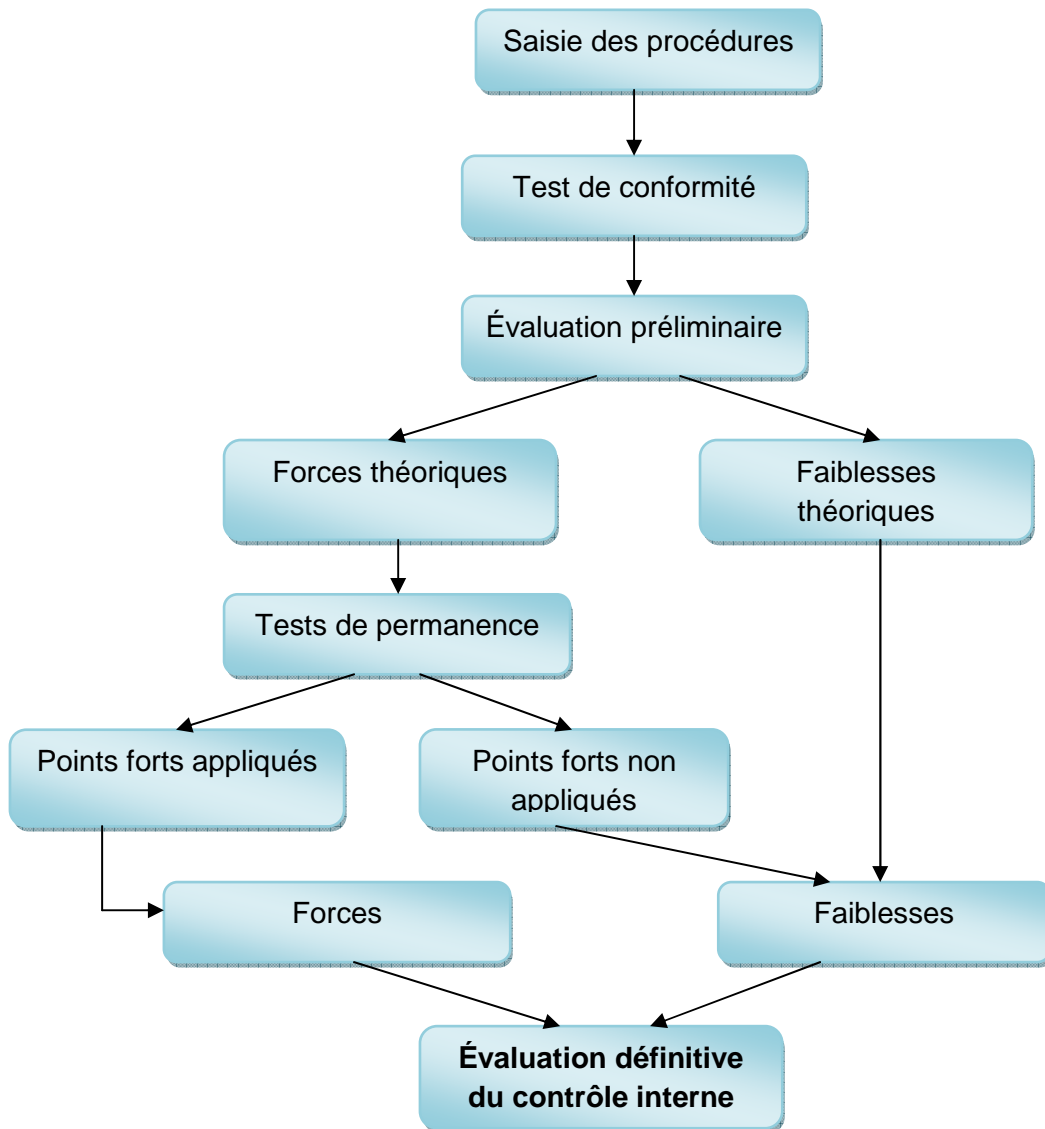 Saisie des procédures
Test de conformité
Évaluation préliminaire
Forces théoriques
Faiblesses
théoriques
Tests de permanence
Points forts appliqués
Points forts non
appliqués
Forces
Faiblesses
Évaluation définitive
du contrôle interne